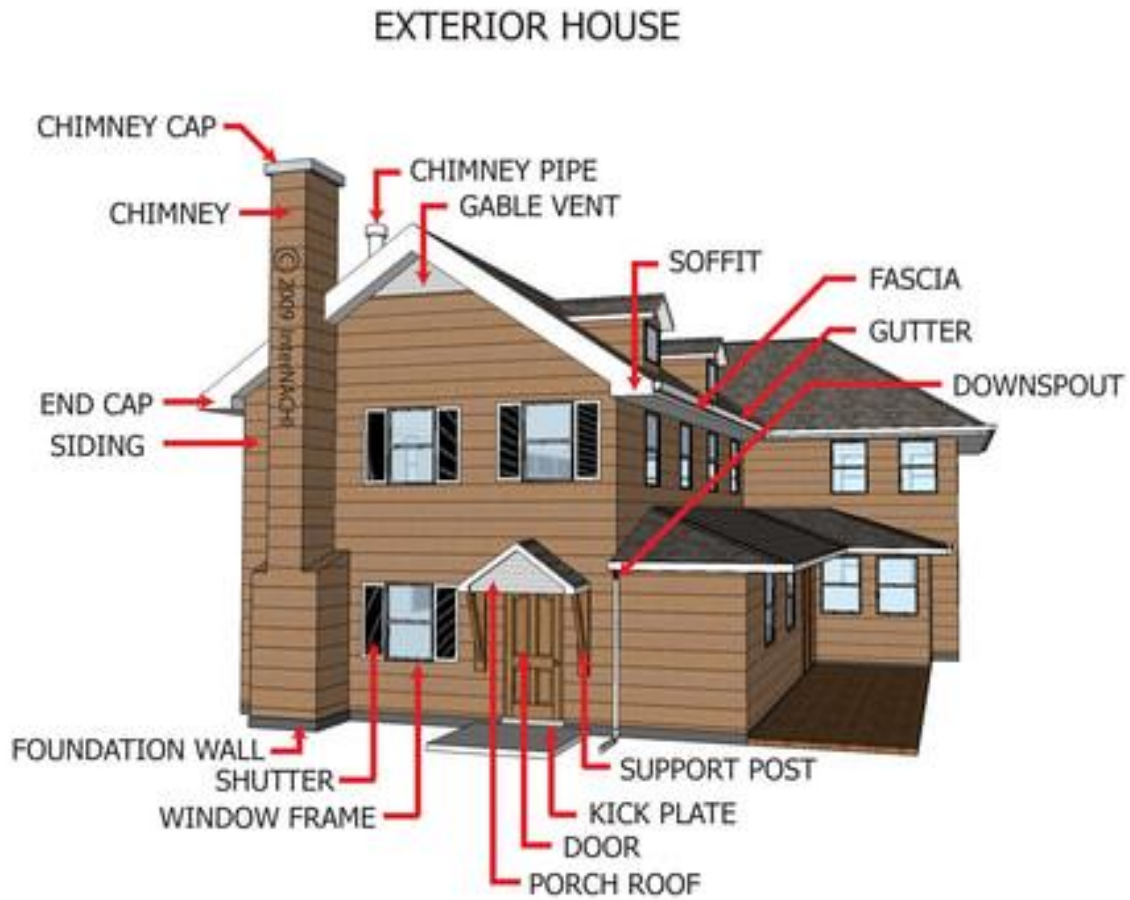 EXTERIOR HOUSE
CHIMNEY CAP
CHIMNEY PIPE
CHIMNEY
GABLE VENT
SOFFIT
FASCIA
GUTTER
DOWNSPOUT
END CAP
SIDING
© 2009 InterNACHI
FOUNDATION WALL
SHUTTER
WINDOW FRAME
SUPPORT POST
KICK PLATE
DOOR
PORCH ROOF